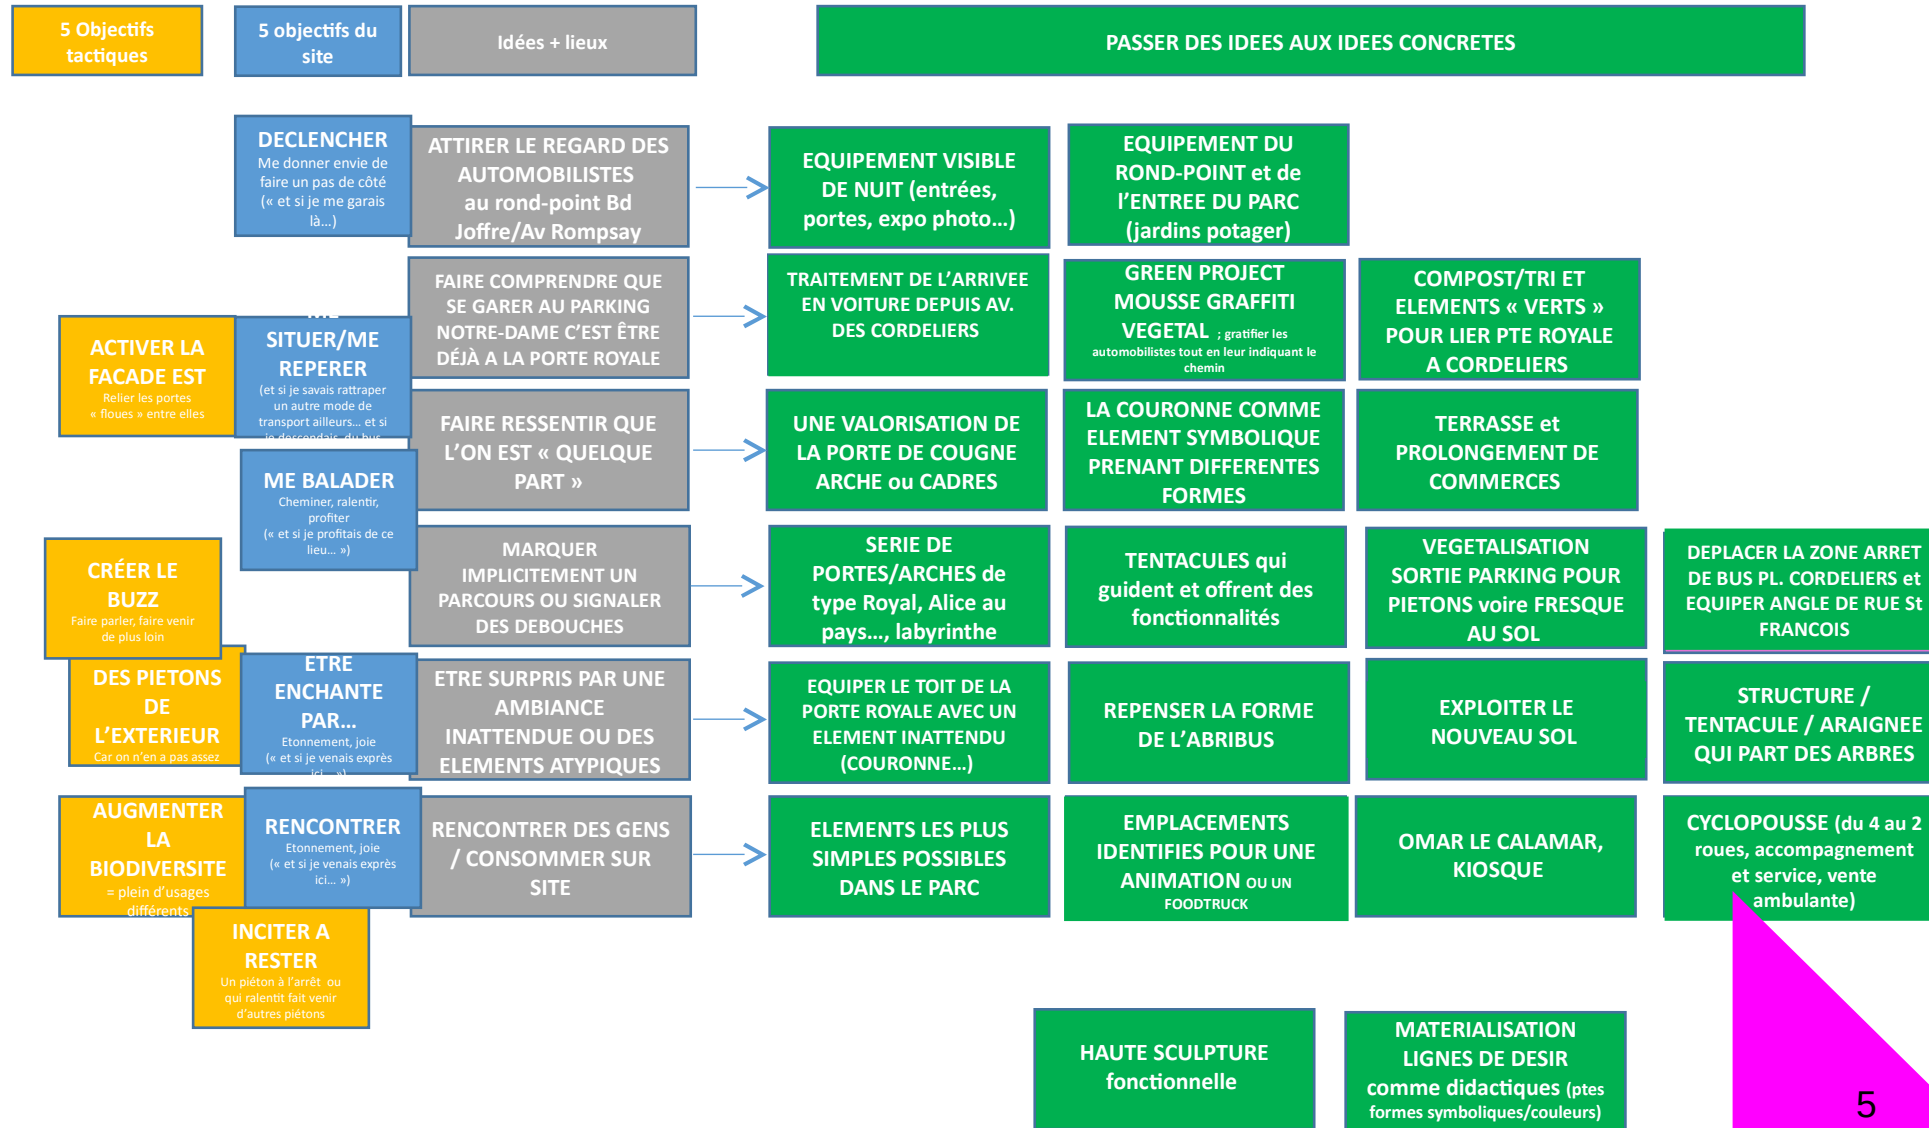 5 Objectifs
tactiques
5 objectifs du
site
Idées + lieux
PASSER DES IDEES AUX IDEES CONCRETES
DECLENCHER
Me donner envie de
faire un pas de côté
(« et si je me garais
là…)
ATTIRER LE REGARD DES
AUTOMOBILISTES
au rond-point Bd
Joffre/Av Rompsay
EQUIPEMENT VISIBLE
DE NUIT (entrées,
portes, expo photo…)
EQUIPEMENT DU
ROND-POINT et de
l’ENTREE DU PARC
(jardins potager)
ACTIVER LA
FACADE EST
Relier les portes
« floues » entre elles
ME
SITUER/ME
REPERER
(et si je savais rattraper
un autre mode de
transport ailleurs… et si
je descendais du bus
FAIRE COMPRENDRE QUE
SE GARER AU PARKING
NOTRE-DAME C’EST ÊTRE
DÉJÀ A LA PORTE ROYALE
TRAITEMENT DE L’ARRIVEE
EN VOITURE DEPUIS AV.
DES CORDELIERS
GREEN PROJECT
MOUSSE GRAFFITI
VEGETAL ; gratifier les
automobilistes tout en leur indiquant le
chemin
COMPOST/TRI ET
ELEMENTS « VERTS »
POUR LIER PTE ROYALE
A CORDELIERS
ME BALADER
Cheminer, ralentir,
profiter
(« et si je profitais de ce
lieu… »)
FAIRE RESSENTIR QUE
L’ON EST « QUELQUE
PART »
UNE VALORISATION DE
LA PORTE DE COUGNE
ARCHE ou CADRES
LA COURONNE COMME
ELEMENT SYMBOLIQUE
PRENANT DIFFERENTES
FORMES
TERRASSE et
PROLONGEMENT DE
COMMERCES
CRÉER LE
BUZZ
Faire parler, faire venir
de plus loin
MARQUER
IMPLICITEMENT UN
PARCOURS OU SIGNALER
DES DEBOUCHES
SERIE DE
PORTES/ARCHES de
type Royal, Alice au
pays…, labyrinthe
TENTACULES qui
guident et offrent des
fonctionnalités
VEGETALISATION
SORTIE PARKING POUR
PIETONS voire FRESQUE
AU SOL
DEPLACER LA ZONE ARRET
DE BUS PL. CORDELIERS et
EQUIPER ANGLE DE RUE St
FRANCOIS
DES PIETONS
DE
L’EXTERIEUR
Car on n’en a pas assez
ETRE
ENCHANTE
PAR…
Etonnement, joie
(« et si je venais exprès
ici… »)
ETRE SURPRIS PAR UNE
AMBIANCE
INATTENDUE OU DES
ELEMENTS ATYPIQUES
EQUIPER LE TOIT DE LA
PORTE ROYALE AVEC UN
ELEMENT INATTENDU
(COURONNE…)
REPENSER LA FORME
DE L’ABRIBUS
EXPLOITER LE
NOUVEAU SOL
STRUCTURE /
TENTACULE / ARAIGNEE
QUI PART DES ARBRES
AUGMENTER
LA
BIODIVERSITE
= plein d’usages
différents
RENCONTRER
Etonnement, joie
(« et si je venais exprès
ici… »)
RENCONTRER DES GENS
/ CONSOMMER SUR
SITE
ELEMENTS LES PLUS
SIMPLES POSSIBLES
DANS LE PARC
EMPLACEMENTS
IDENTIFIES POUR UNE
ANIMATION OU UN
FOODTRUCK
OMAR LE CALAMAR,
KIOSQUE
CYCLOPOUSSE (du 4 au 2
roues, accompagnement
et service, vente
ambulante)
INCITER A
RESTER
Un piéton à l’arrêt ou
qui ralentit fait venir
d’autres piétons
HAUTE SCULPTURE
fonctionnelle
MATERIALISATION
LIGNES DE DESIR
comme didactiques (ptes
formes symboliques/couleurs)
5